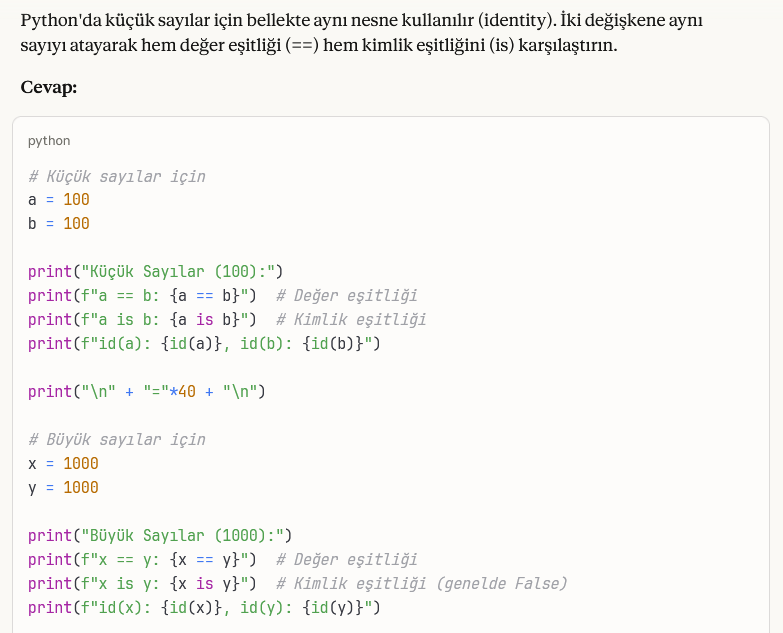 Python'da küçük sayılar için bellekte aynı nesne kullanılır (identity). İki değişkene aynı
sayıyı atayarak hem değer eşitliği (==) hem kimlik eşitliğini (is) karşılaştırın.
Cevap:
python
# Küçük sayılar için
a = 100
b = 100
print("Küçük Sayılar (100):")
print(f"a == b: {a == b}")  # Değer eşitliği
print(f"a is b: {a is b}")  # Kimlik eşitliği
print(f"id(a): {id(a)}, id(b): {id(b)}")
print("\n" + "="*40 + "\n")
# Büyük sayılar için
x = 1000
y = 1000
print("Büyük Sayılar (1000):")
print(f"x == y: {x == y}")  # Değer eşitliği
print(f"x is y: {x is y}")  # Kimlik eşitliği (genelde False)
print(f"id(x): {id(x)}, id(y): {id(y)}")